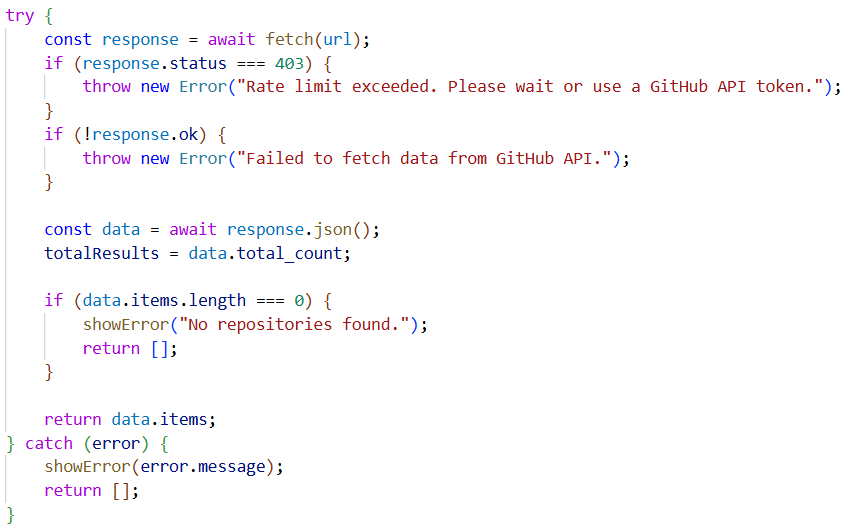 try {
    const response = await fetch(url);
    if (response.status === 403) {
        throw new Error("Rate limit exceeded. Please wait or use a GitHub API token.");
    }
    if (!response.ok) {
        throw new Error("Failed to fetch data from GitHub API.");
    }

    const data = await response.json();
    totalResults = data.total_count;

    if (data.items.length === 0) {
        showError("No repositories found.");
        return [];
    }

    return data.items;
} catch (error) {
    showError(error.message);
    return [];
}